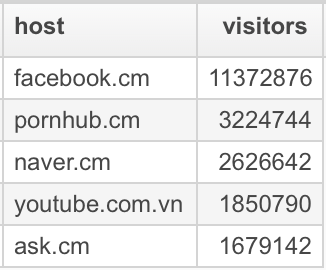 host visitors
facebook.cm 11372876
pornhub.cm 3224744
naver.cm 2626642
youtube.com.vn 1850790
ask.cm 1679142